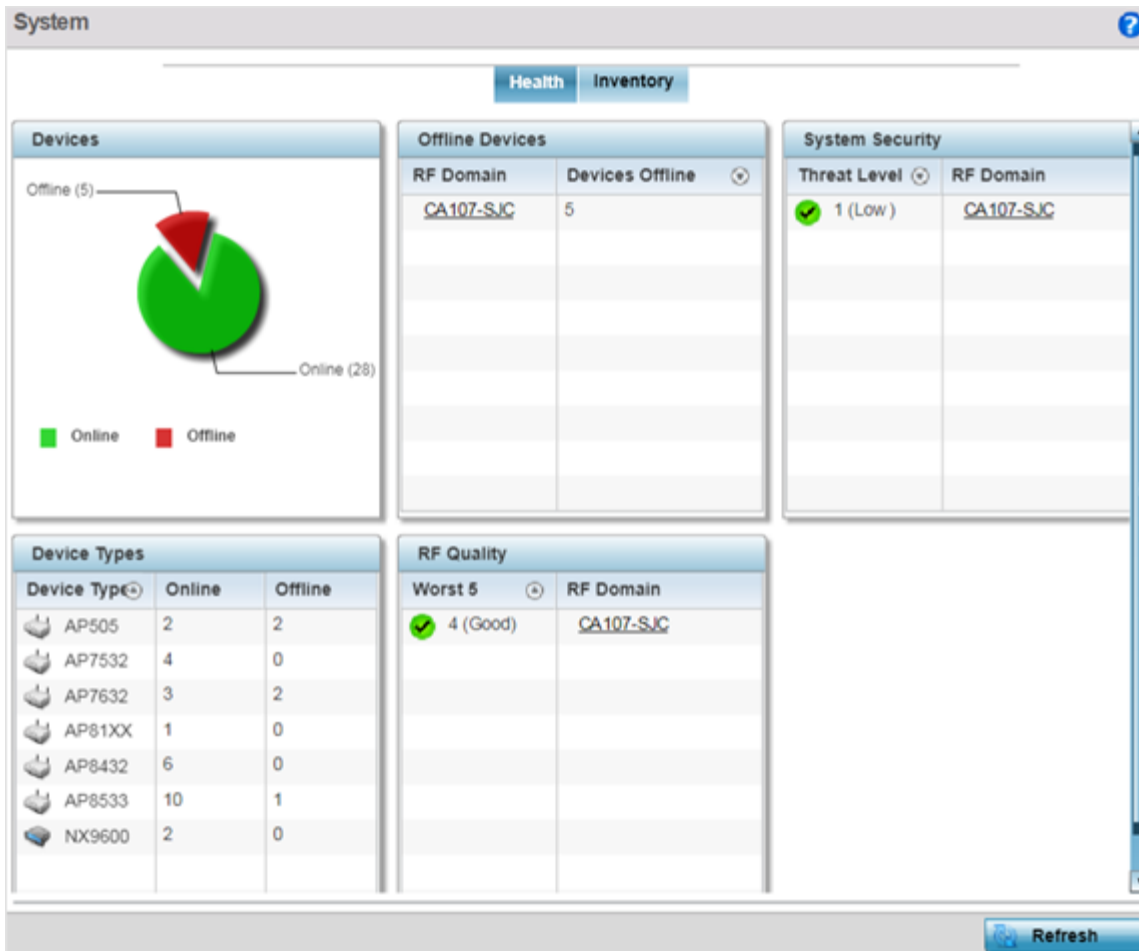 System
?
Health Inventory
Devices
Offline (5)
Online (28)
Online Offline
Offline Devices
RF Domain Devices Offline
CA107-SJC 5
System Security
Threat Level RF Domain
1 (Low) CA107-SJC
Device Types
Device Type Online Offline
AP505 2 2
AP7532 4 0
AP7632 3 2
AP81XX 1 0
AP8432 6 0
AP8533 10 1
NX9600 2 0
RF Quality
Worst 5 RF Domain
4 (Good) CA107-SJC
Refresh